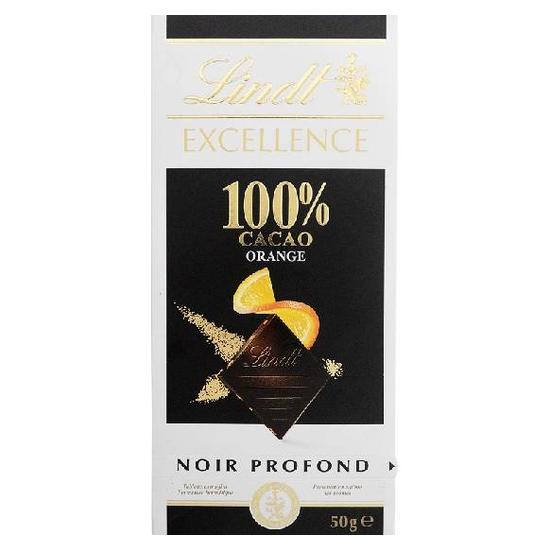 Lindt
EXCELLENCE
100%
CACAO
ORANGE
Lindt
NOIR PROFOND
50g e